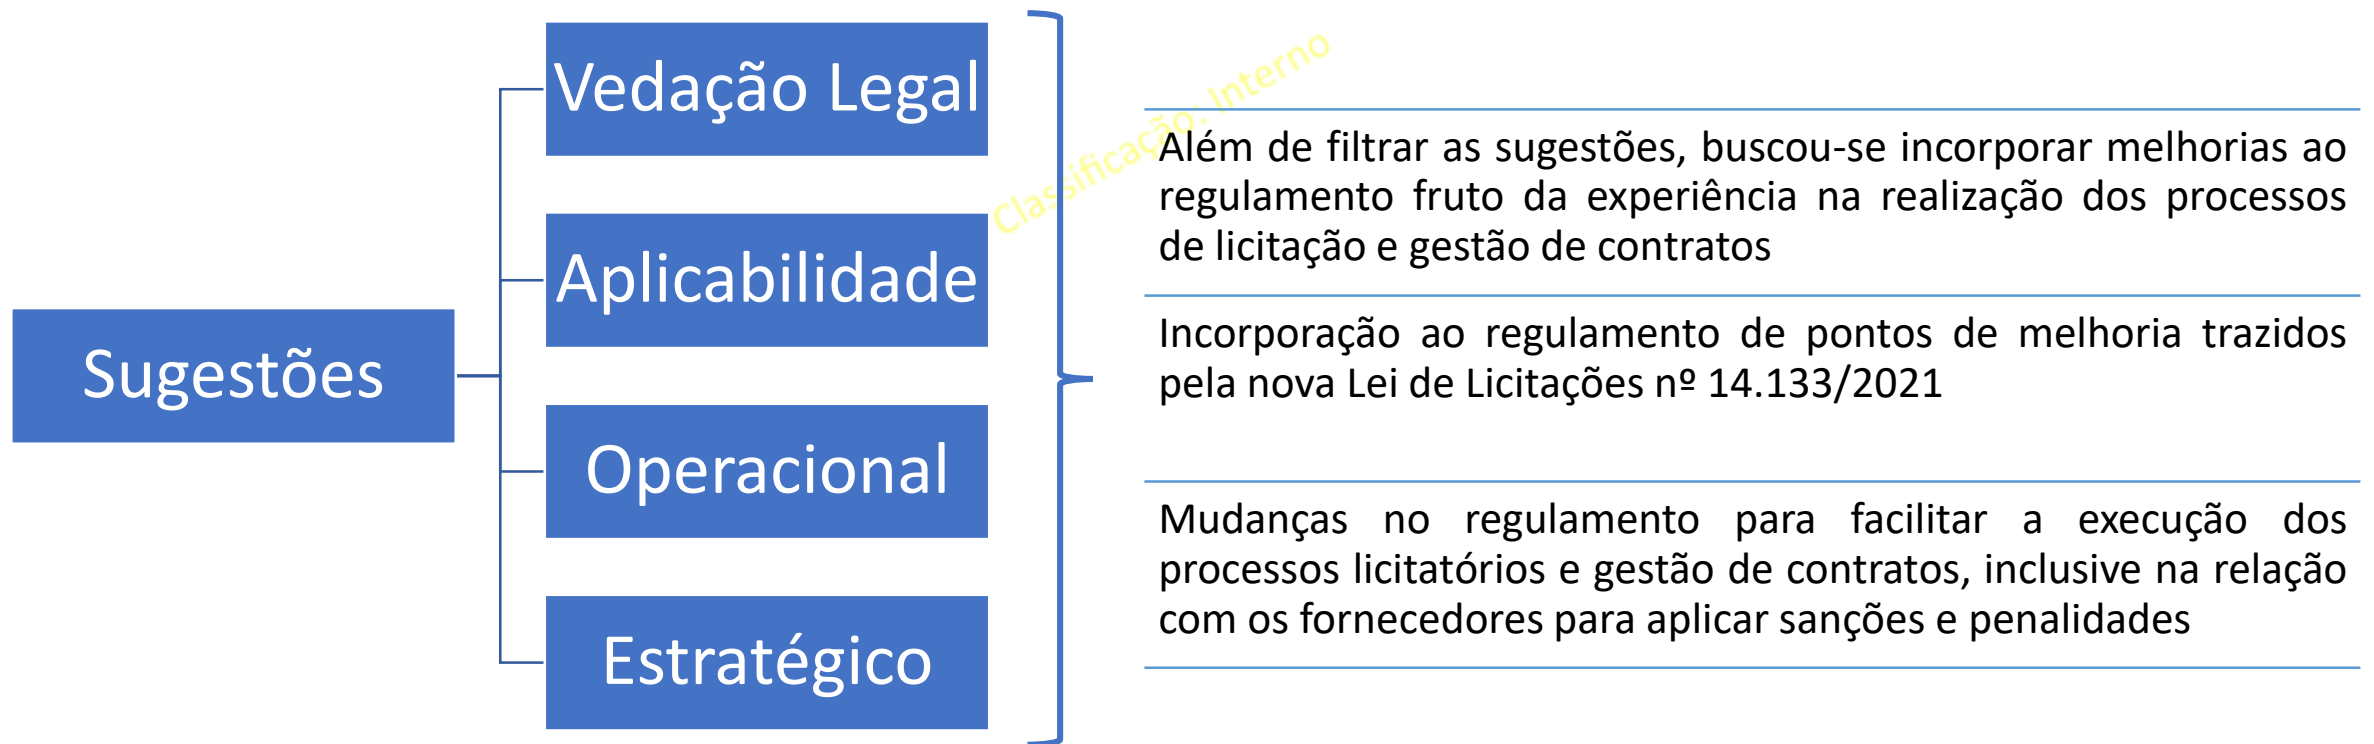 Sugestões
Vedação Legal
Aplicabilidade
Operacional
Estratégico
Classificação: Interno
Além de filtrar as sugestões, buscou-se incorporar melhorias ao
regulamento fruto da experiência na realização dos processos
de licitação e gestão de contratos
Incorporação ao regulamento de pontos de melhoria trazidos
pela nova Lei de Licitações nº 14.133/2021
Mudanças no regulamento para facilitar a execução dos
processos licitatórios e gestão de contratos, inclusive na relação
com os fornecedores para aplicar sanções e penalidades